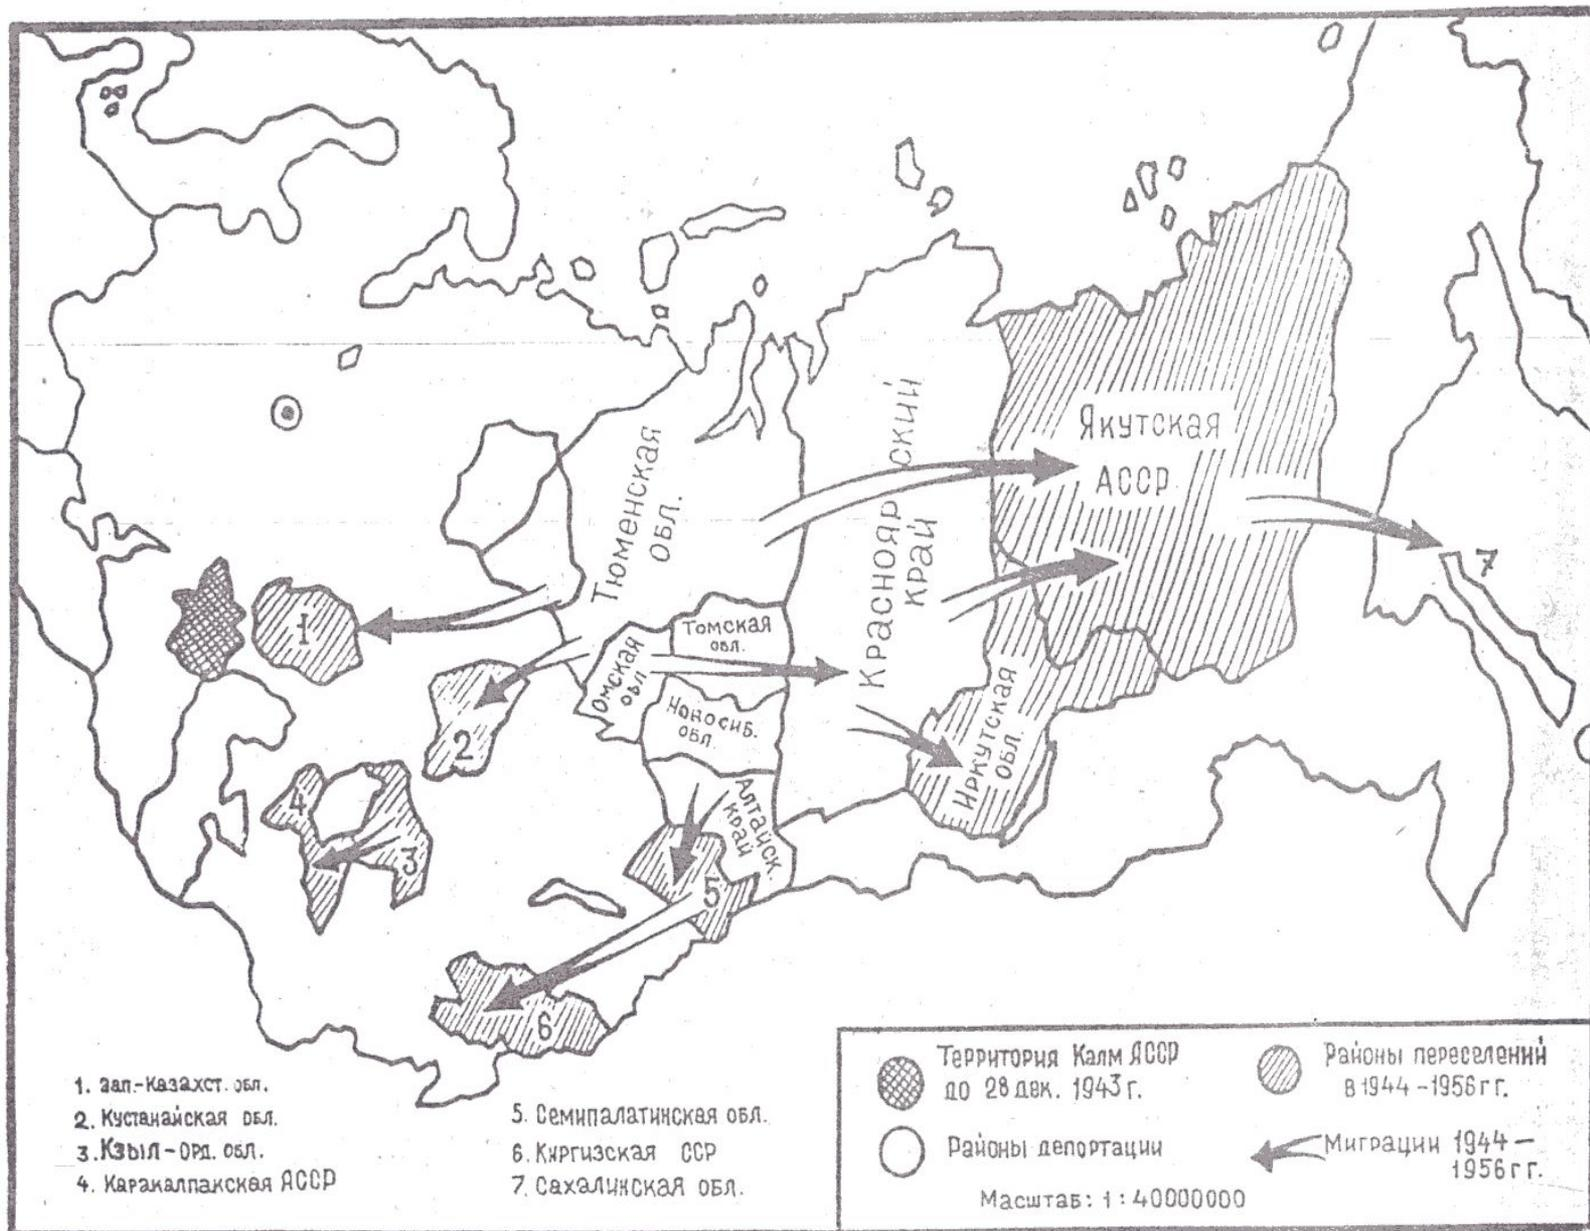 Тюменская
обл.
Красноярский
край
Якутская
АССР
Томская
обл.
Омская
обл
Новосиб.
обл.
Алтайск.
край
Иркутская
обл.
1
2
3
4
5
6
7
1. Зап.-Казахст. обл.
2. Кустанайская обл.
3. Кзыл-Орд. обл.
4. Каракалпакская АССР
5. Семипалатинская обл.
6. Киргизская ССР
7. Сахалинская обл.
Территория Калм АССР
до 28 дек. 1943 г.
Районы переселений
в 1944-1956 гг.
Районы депортации
Миграции 1944-
1956 гг.
Масштаб: 1:40000000